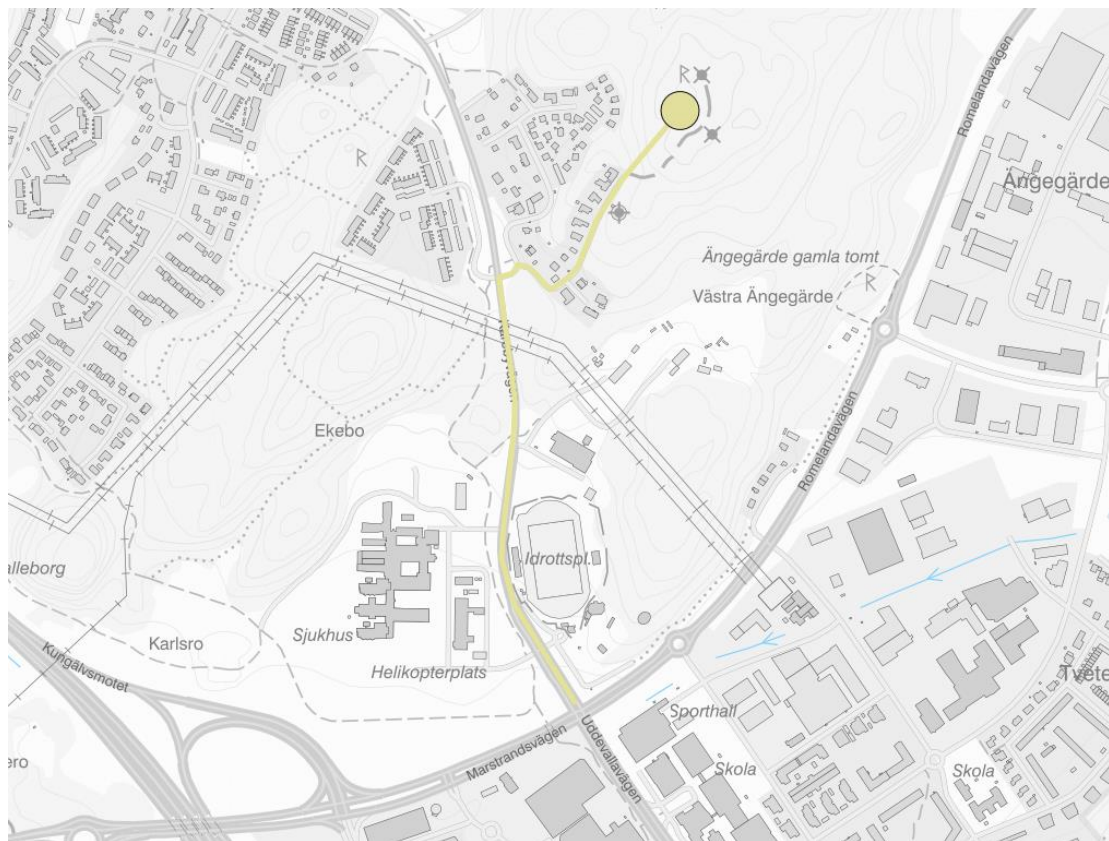 Romelandavägen
Ängegärde
Ängegärde gamla tomt
Västra Ängegärde
Ekebo
Romelandavägen
Idrottspl.
alleborg
Karlsro
Sjukhus
Helikopterplats
Kungälvsmotet
Tvete
Sporthall
ero
Marstrandsvägen
Uddevallavägen
Skola
Skola